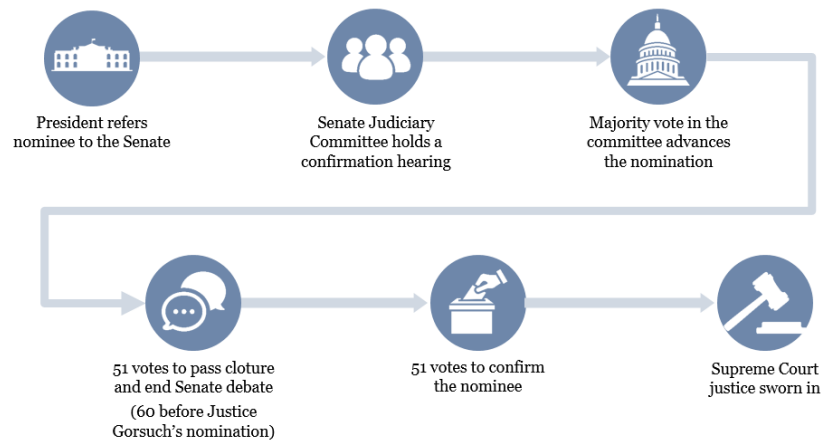 President refers
nominee to the Senate
Senate Judiciary
Committee holds a
confirmation hearing
Majority vote in the
committee advances
the nomination
51 votes to pass cloture
and end Senate debate
(60 before Justice
Gorsuch’s nomination)
51 votes to confirm
the nominee
Supreme Court
justice sworn in